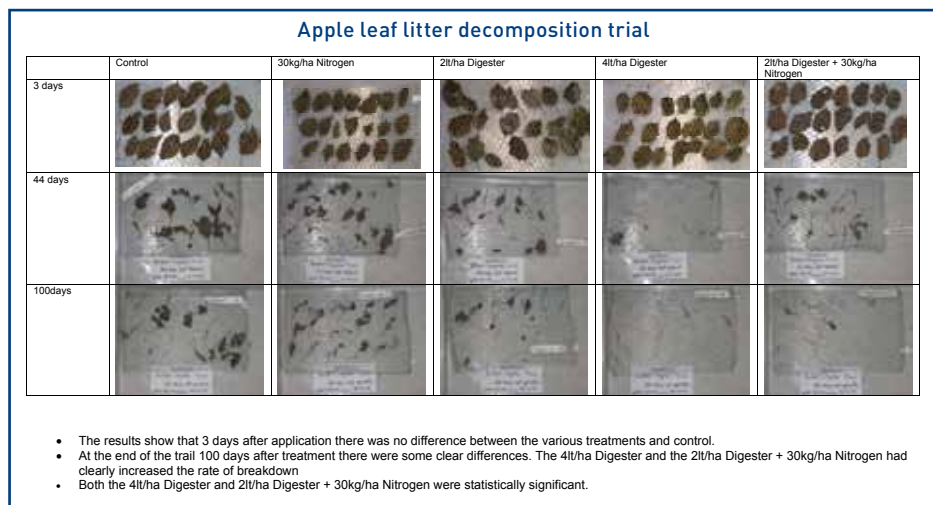 Apple leaf litter decomposition trial
Control
30kg/ha Nitrogen
2lt/ha Digester
4lt/ha Digester
2lt/ha Digester + 30kg/ha
Nitrogen
3 days
44 days
100days
• The results show that 3 days after application there was no difference between the various treatments and control.
• At the end of the trail 100 days after treatment there were some clear differences. The 4lt/ha Digester and the 2lt/ha Digester + 30kg/ha Nitrogen had
clearly increased the rate of breakdown
• Both the 4lt/ha Digester and 2lt/ha Digester + 30kg/ha Nitrogen were statistically significant.